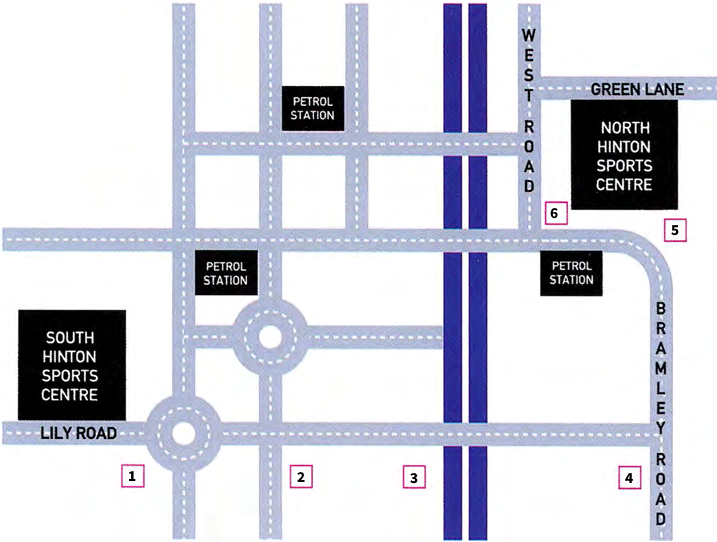 WEST ROAD
GREEN LANE
PETROL
STATION
NORTH
HINTON
SPORTS
CENTRE
6
5
PETROL
STATION
PETROL
STATION
BRAMLEY ROAD
SOUTH
HINTON
SPORTS
CENTRE
LILY ROAD
1
2
3
4